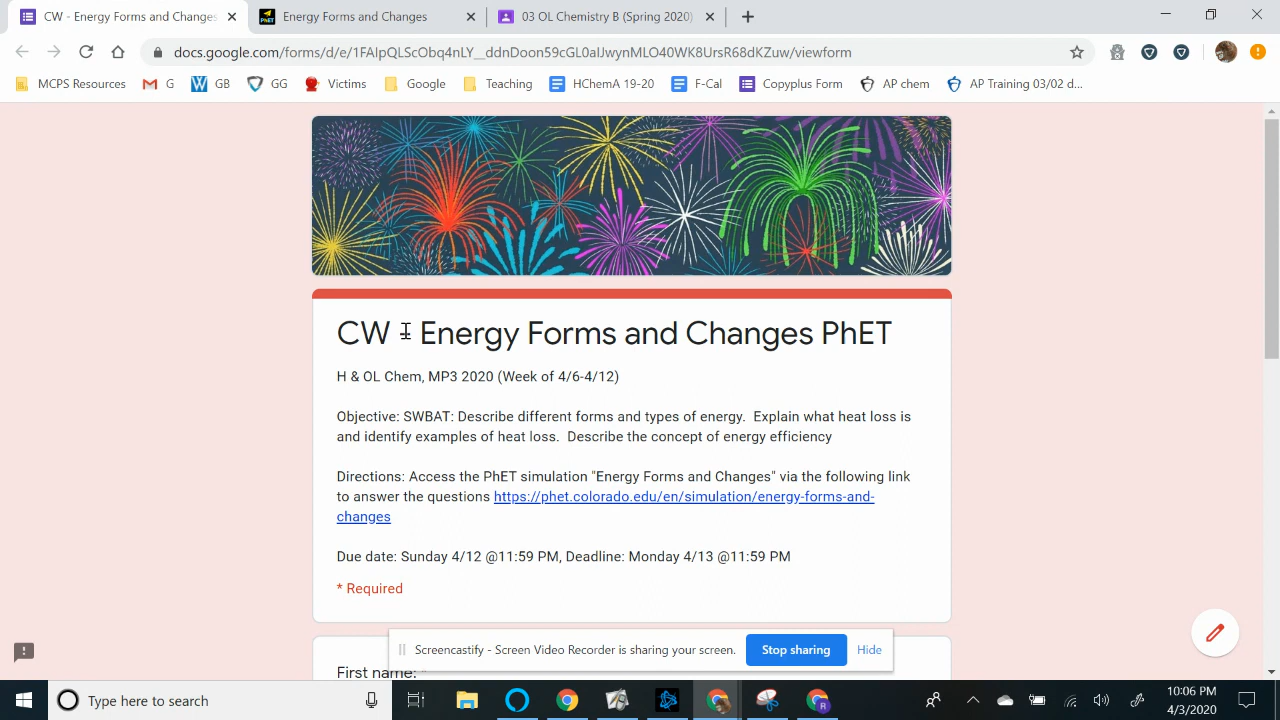 CW - Energy Forms and Changes
Energy Forms and Changes
03 OL Chemistry B (Spring 2020)
docs.google.com/forms/d/e/1FAIpQLScObq4nLY__ddnDoon59cGL0alJwynMLO40WK8UrsR68dKZuw/viewform
MCPS Resources
G
GB
GG
Victims
Google
Teaching
HChemA 19-20
F-Cal
Copyplus Form
AP chem
AP Training 03/02 d...
CW - Energy Forms and Changes PhET
H & OL Chem, MP3 2020 (Week of 4/6-4/12)
Objective: SWBAT: Describe different forms and types of energy. Explain what heat loss is
and identify examples of heat loss. Describe the concept of energy efficiency
Directions: Access the PhET simulation "Energy Forms and Changes" via the following link
to answer the questions https://phet.colorado.edu/en/simulation/energy-forms-and-
changes
Due date: Sunday 4/12 @11:59 PM, Deadline: Monday 4/13 @11:59 PM
* Required
Screencastify - Screen Video Recorder is sharing your screen.
Stop sharing
Hide
First name: *
Type here to search
10:06 PM
4/3/2020